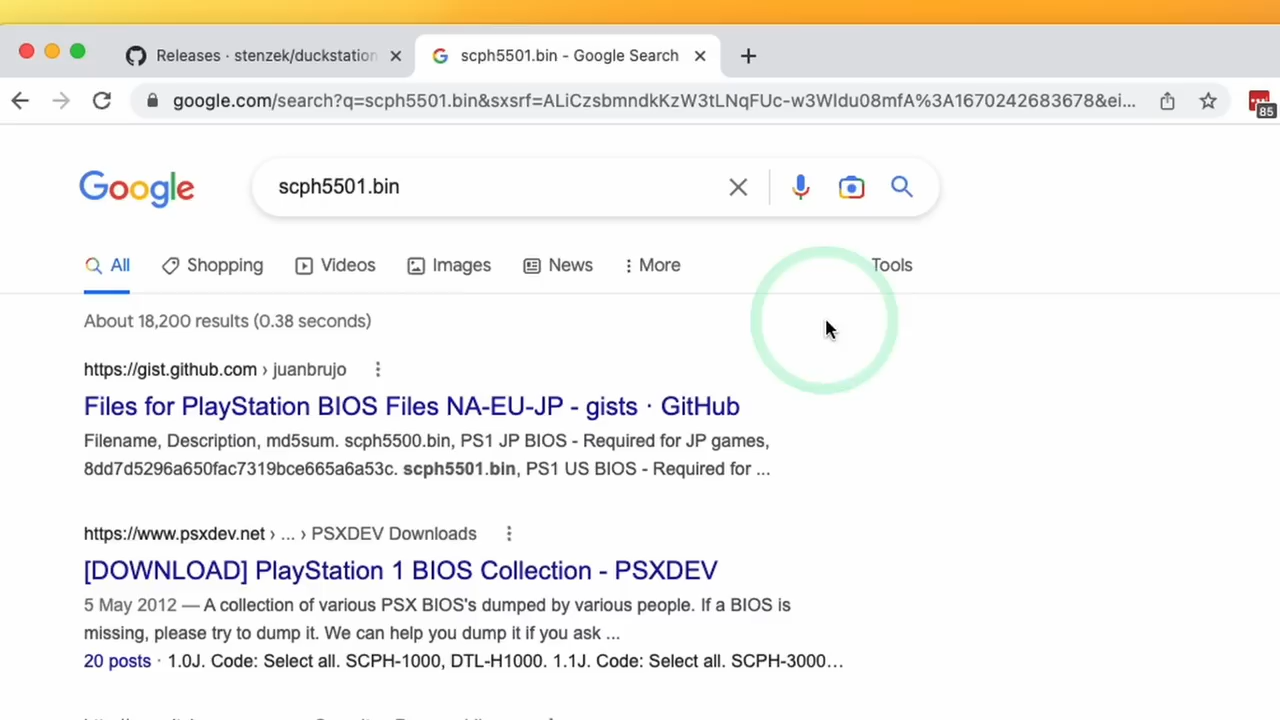 Releases · stenzek/duckstation
scph5501.bin - Google Search
google.com/search?q=scph5501.bin&sxsrf=ALiCzsbmndkKzW3tLNqFUc-w3Wldu08mfA%3A1670242683678&ei...
85
Google
scph5501.bin
All
Shopping
Videos
Images
News
More
Tools
About 18,200 results (0.38 seconds)
https://gist.github.com › juanbrujo
Files for PlayStation BIOS Files NA-EU-JP - gists · GitHub
Filename, Description, md5sum. scph5500.bin, PS1 JP BIOS - Required for JP games,
8dd7d5296a650fac7319bce665a6a53c. scph5501.bin, PS1 US BIOS - Required for ...
https://www.psxdev.net › ... › PSXDEV Downloads
[DOWNLOAD] PlayStation 1 BIOS Collection - PSXDEV
5 May 2012 — A collection of various PSX BIOS's dumped by various people. If a BIOS is
missing, please try to dump it. We can help you dump it if you ask ...
20 posts · 1.0J. Code: Select all. SCPH-1000, DTL-H1000. 1.1J. Code: Select all. SCPH-3000…